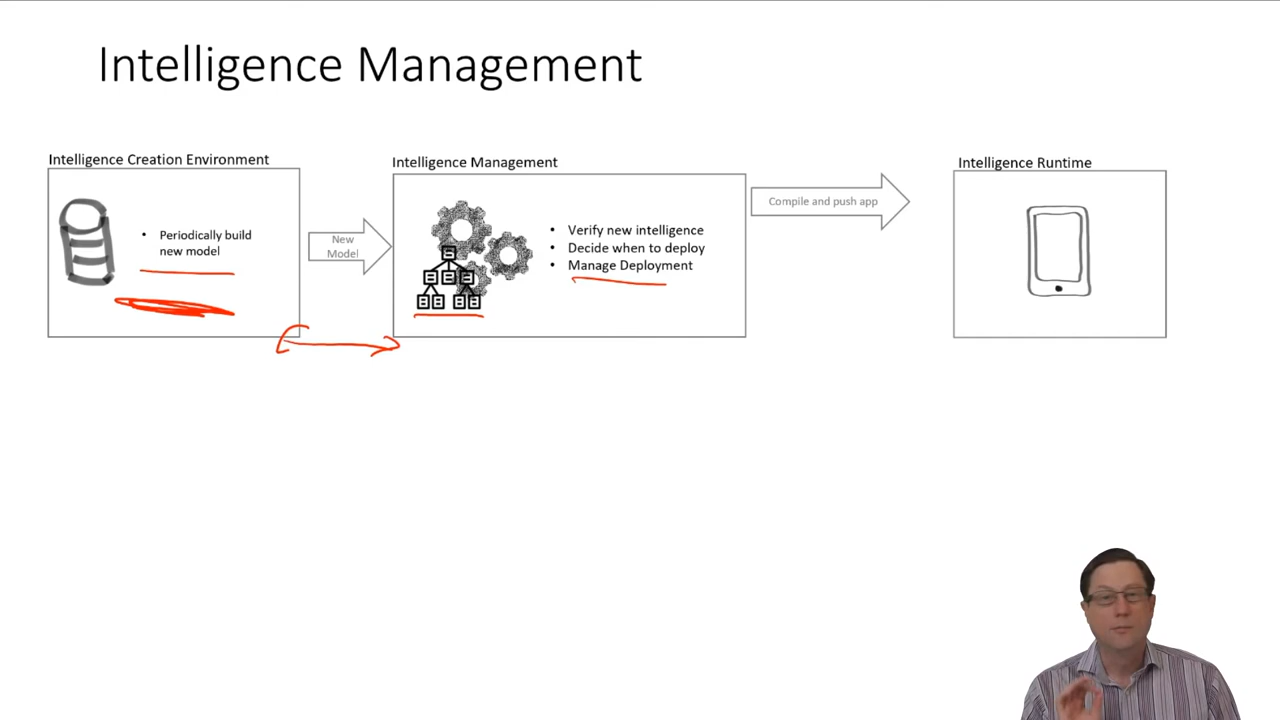 Intelligence Management
Intelligence Creation Environment
• Periodically build
new model
New
Model
Intelligence Management
• Verify new intelligence
• Decide when to deploy
• Manage Deployment
Compile and push app
Intelligence Runtime